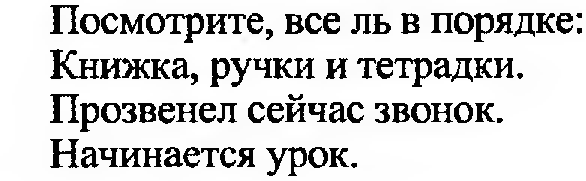 Посмотрите, все ль в порядке:
Книжка, ручки и тетрадки.
Прозвенел сейчас звонок.
Начинается урок.